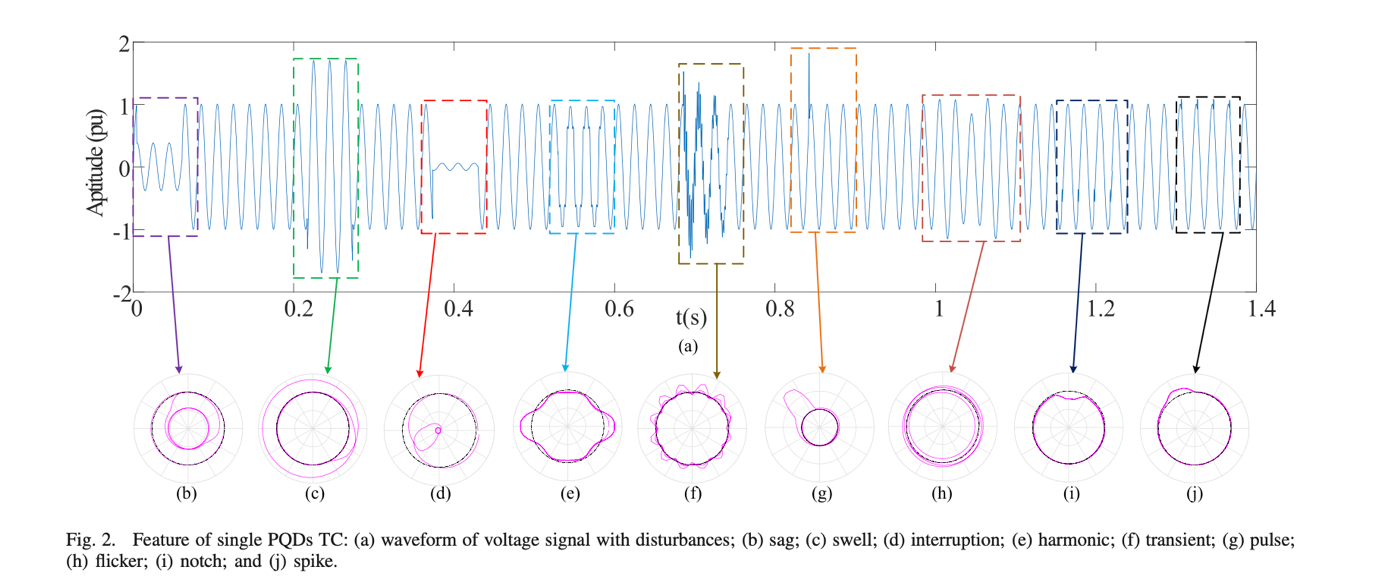 2
1
0
-1
-2
Aptitude (pu)
0 0.2 0.4 0.6 0.8 1 1.2 1.4
t(s)
(a)
(b) (c) (d) (e) (f) (g) (h) (i) (j)
Fig. 2. Feature of single PQDs TC: (a) waveform of voltage signal with disturbances; (b) sag; (c) swell; (d) interruption; (e) harmonic; (f) transient; (g) pulse;
(h) flicker; (i) notch; and (j) spike.